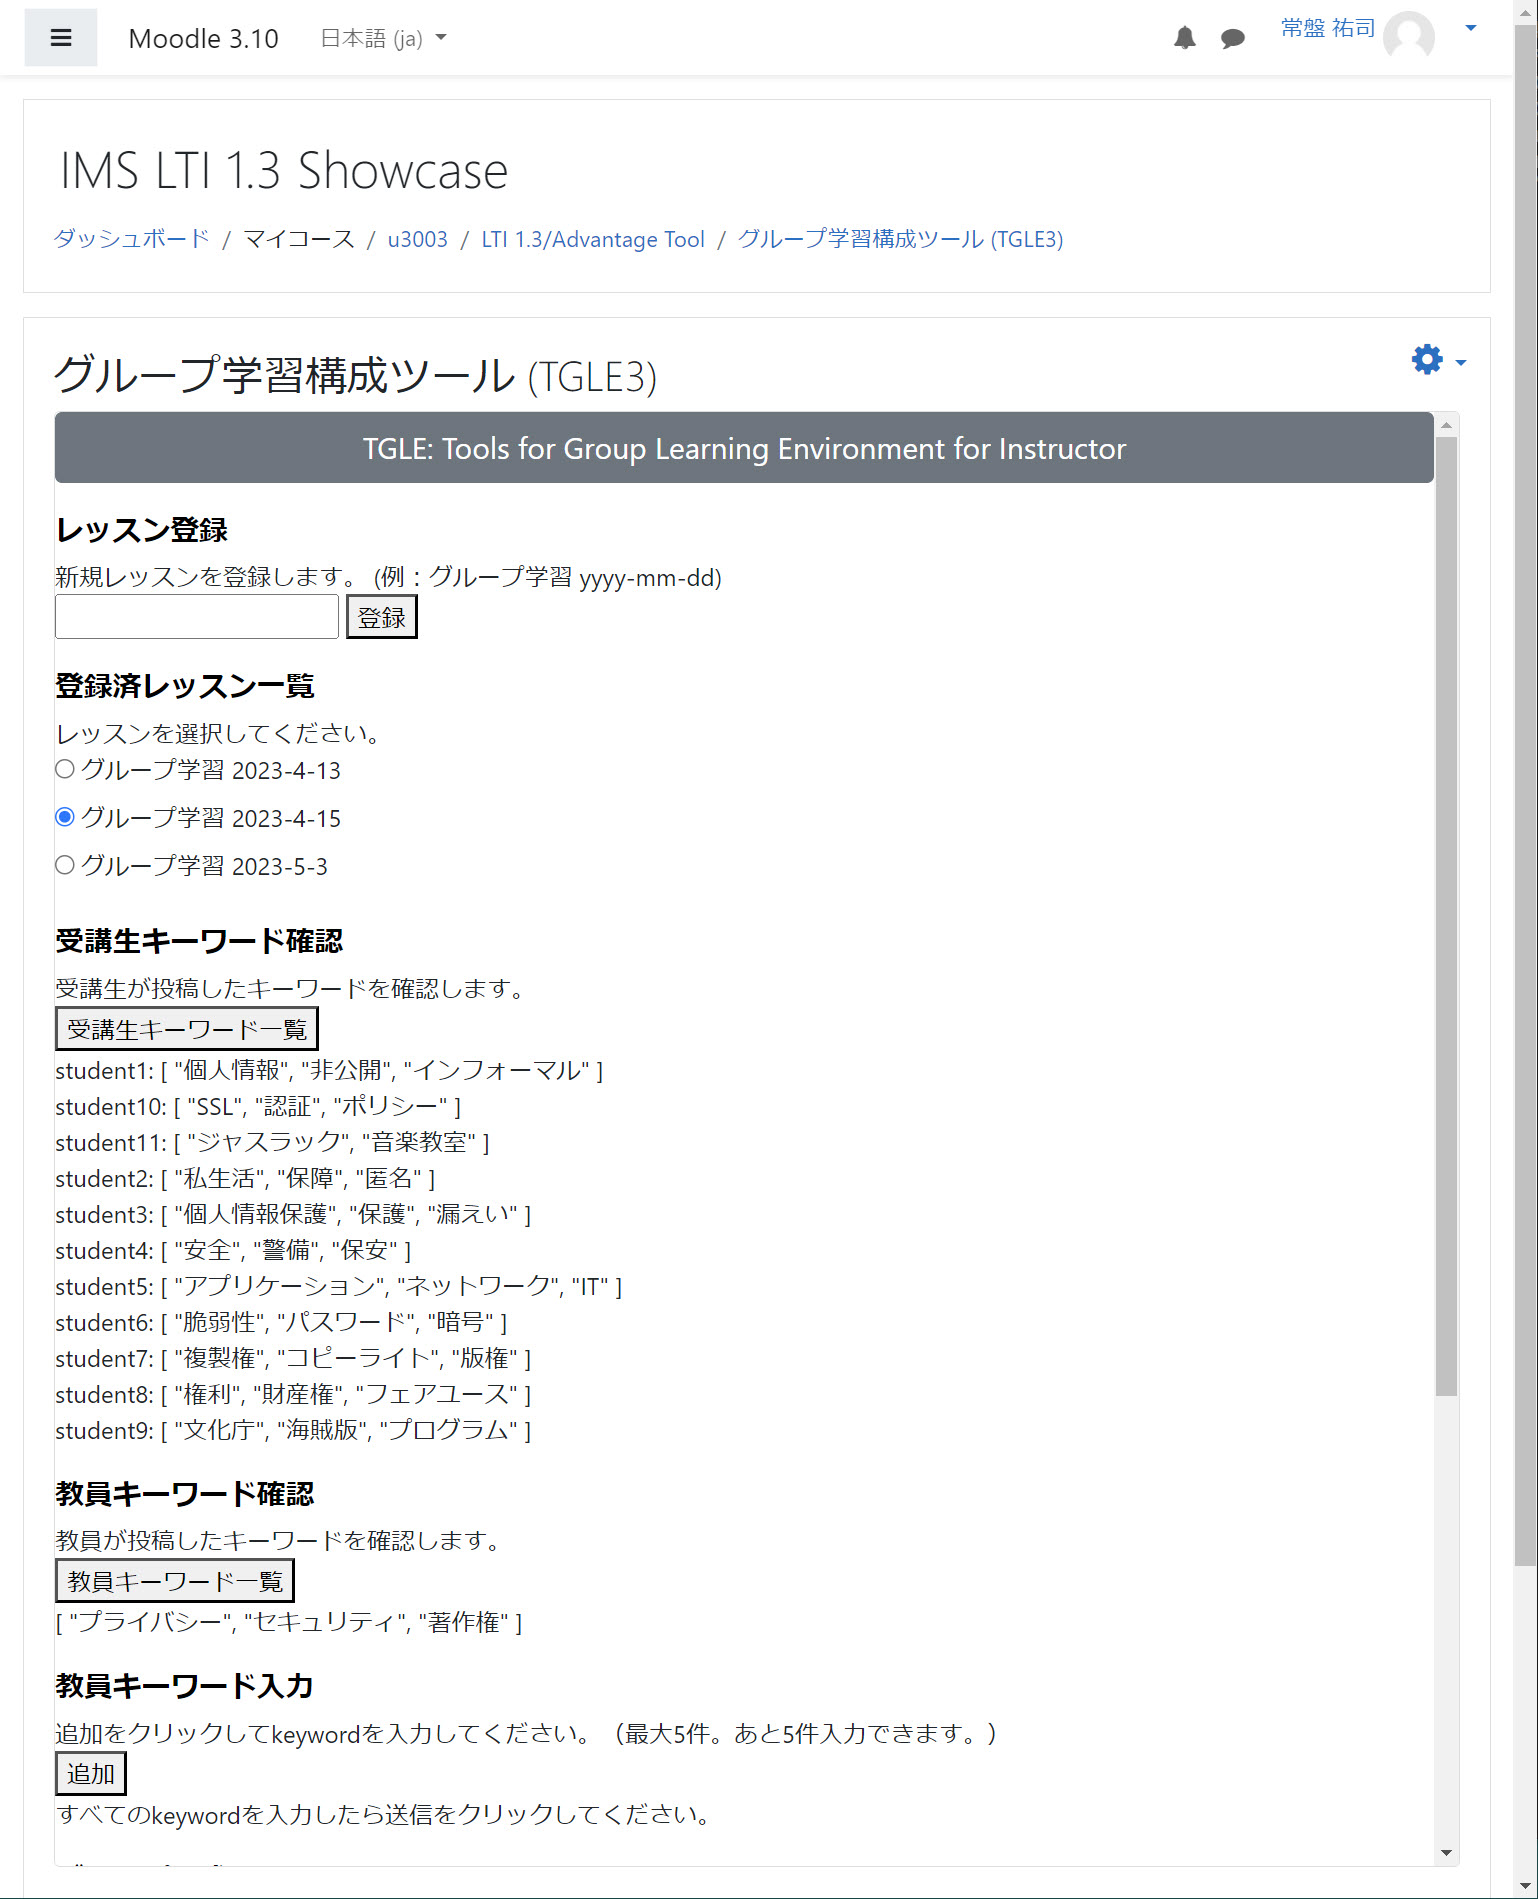 Moodle 3.10 日本語 (ja) 常盤 祐司
IMS LTI 1.3 Showcase
ダッシュボード / マイコース / u3003 / LTI 1.3/Advantage Tool / グループ学習構成ツール (TGLE3)
グループ学習構成ツール (TGLE3)
TGLE: Tools for Group Learning Environment for Instructor
レッスン登録
新規レッスンを登録します。 (例：グループ学習 yyyy-mm-dd)
登録
登録済レッスン一覧
レッスンを選択してください。
グループ学習 2023-4-13
グループ学習 2023-4-15
グループ学習 2023-5-3
受講生キーワード確認
受講生が投稿したキーワードを確認します。
受講生キーワード一覧
student1: [ "個人情報", "非公開", "インフォーマル" ]
student10: [ "SSL", "認証", "ポリシー" ]
student11: [ "ジャスラック", "音楽教室" ]
student2: [ "私生活", "保障", "匿名" ]
student3: [ "個人情報保護", "保護", "漏えい" ]
student4: [ "安全", "警備", "保安" ]
student5: [ "アプリケーション", "ネットワーク", "IT" ]
student6: [ "脆弱性", "パスワード", "暗号" ]
student7: [ "複製権", "コピーライト", "版権" ]
student8: [ "権利", "財産権", "フェアユース" ]
student9: [ "文化庁", "海賊版", "プログラム" ]
教員キーワード確認
教員が投稿したキーワードを確認します。
教員キーワード一覧
[ "プライバシー", "セキュリティ", "著作権" ]
教員キーワード入力
追加をクリックしてkeywordを入力してください。（最大5件。あと5件入力できます。）
追加
すべてのkeywordを入力したら送信をクリックしてください。